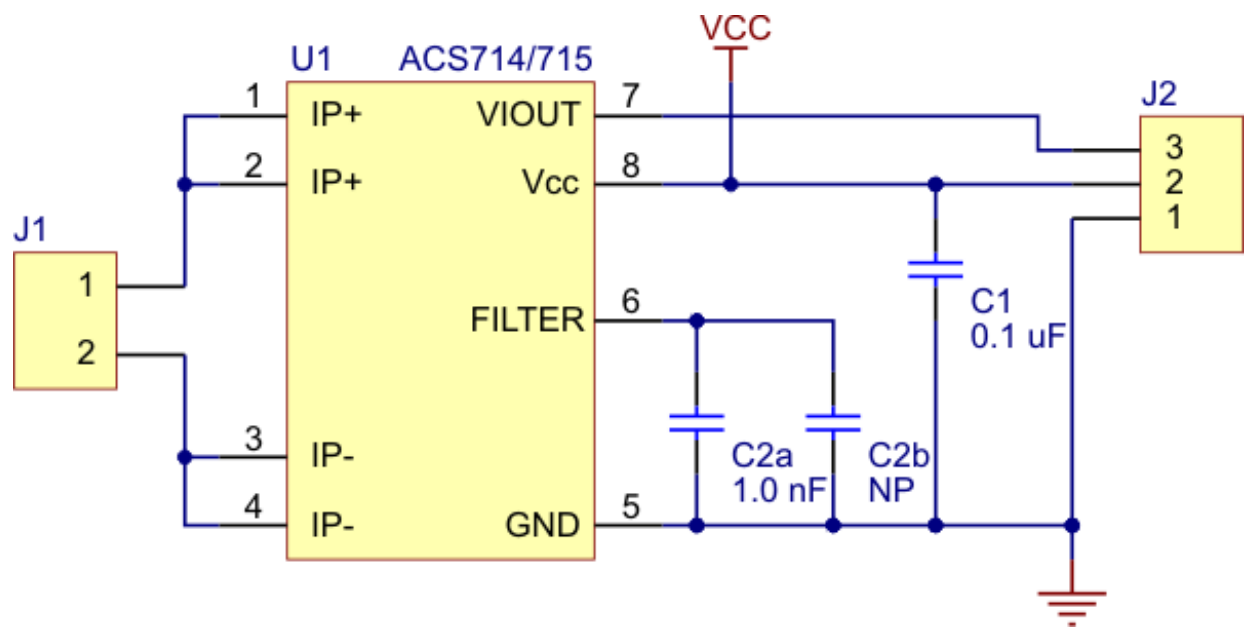 VCC
U1 ACS714/715
1 IP+ VIOUT 7
J2
3
2 IP+ Vcc 8
2
1
J1
1
6
C1
FILTER
0.1 uF
2
3 IP-
C2a C2b
1.0 nF NP
4 IP- GND 5